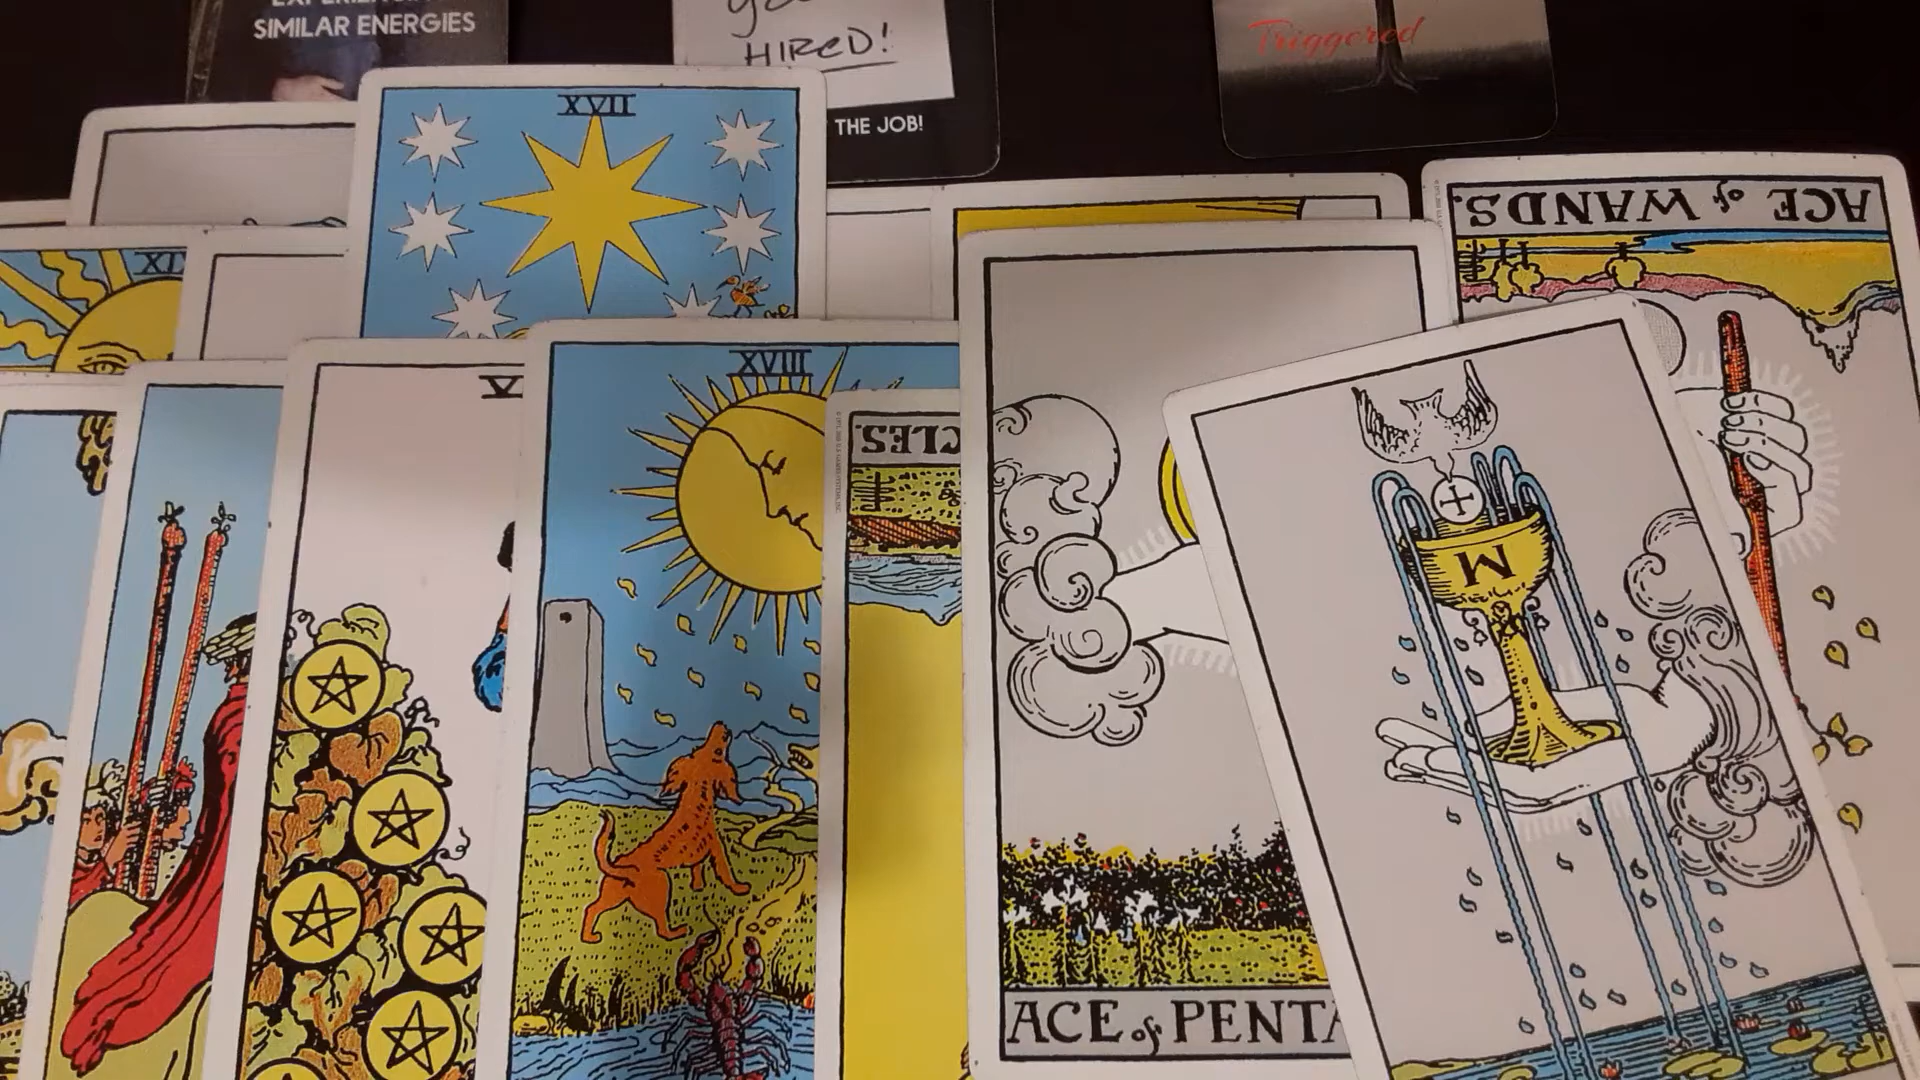 SIMILAR ENERGIES
HIRED!
THE JOB!
Triggered
XVII
ACE of WANDS.
XVIII
ACE of PENTA